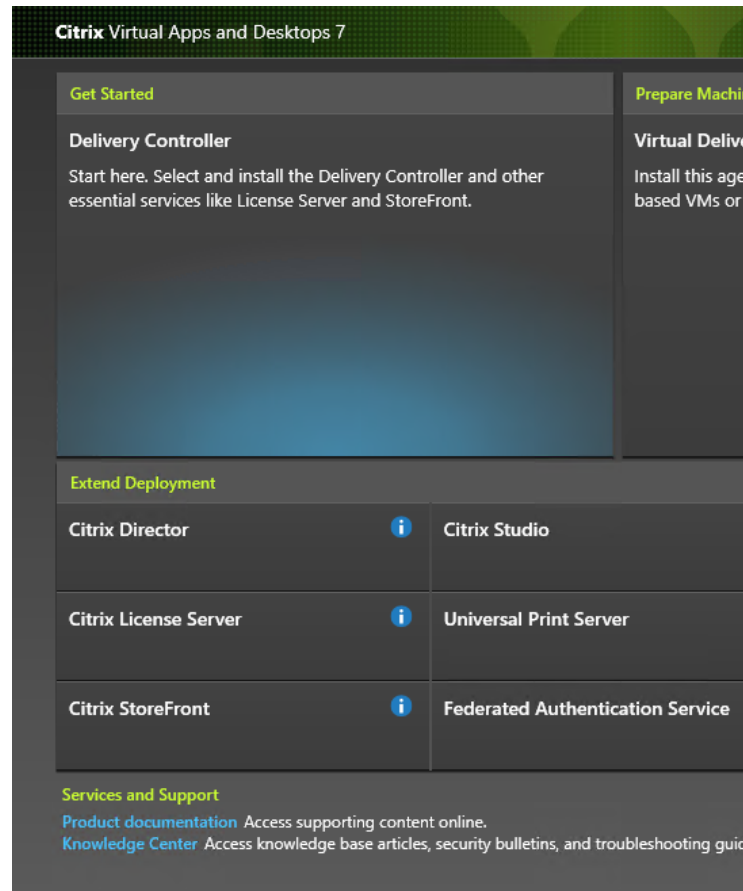 Citrix Virtual Apps and Desktops 7
Get Started
Delivery Controller
Start here. Select and install the Delivery Controller and other
essential services like License Server and StoreFront.
Prepare Machi
Virtual Delive
Install this age
based VMs or
Extend Deployment
Citrix Director
Citrix Studio
Citrix License Server
Universal Print Server
Citrix StoreFront
Federated Authentication Service
Services and Support
Product documentation Access supporting content online.
Knowledge Center Access knowledge base articles, security bulletins, and troubleshooting guid